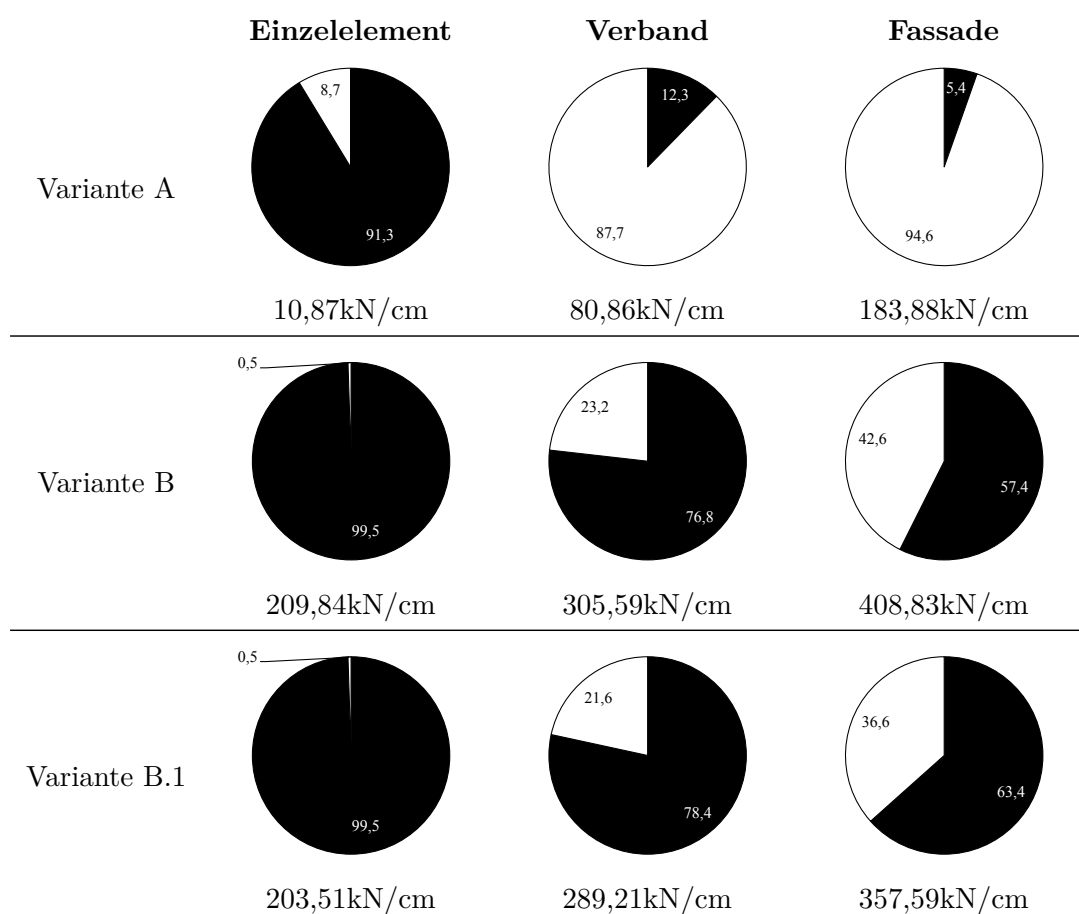 Einzelelement Verband Fassade
8,7 12,3 5,4
Variante A
91,3 87,7 94,6
10,87kN/cm 80,86kN/cm 183,88kN/cm
0,5
23,2 42,6
Variante B
57,4
99,5 76,8
209,84kN/cm 305,59kN/cm 408,83kN/cm
0,5
21,6 36,6
Variante B.1
63,4
99,5 78,4
203,51kN/cm 289,21kN/cm 357,59kN/cm